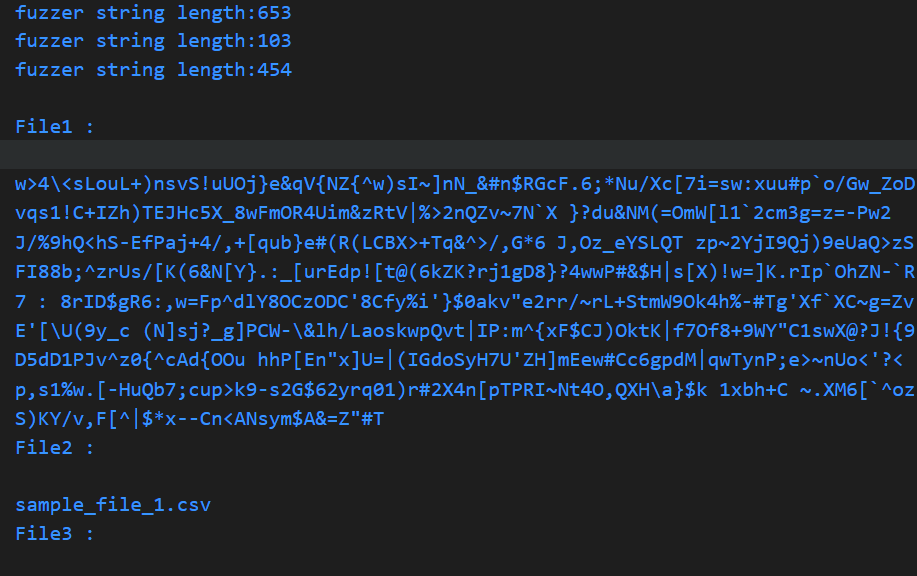 fuzzer string length:653
fuzzer string length:103
fuzzer string length:454
File1 :
w>4\<sLouL+)nsvS!uUOj}e&qV{NZ{^w)sI~]nN_&#n$RGcF.6;*Nu/Xc[7i=sw:xuu#p`o/Gw_ZoD
vqs1!C+IZh)TEJHc5X_8wFmOR4Uim&zRtV|%>2nQZv~7N`X }?du&NM(=OmW[l1`2cm3g=z=-Pw2
J/%9hQ<hS-EfPaj+4/,+[qub}e#(R(LCBX>+Tq&^>/,G*6 J,Oz_eYSLQT zp~2YjI9Qj)9eUaQ>zS
FI88b;^zrUs/[K(6&N[Y}.:_[urEdp![t@(6kZK?rj1gD8}?4wwP#&$H|s[X)!w=]K.rIp`OhZN-`R
7 : 8rID$gR6:,w=Fp^dlY8OCzODC'8Cfy%i'}$0akv"e2rr/~rL+StmW9Ok4h%-#Tg'Xf`XC~g=Zv
E'[\U(9y_c (N]sj?_g]PCW-\&lh/LaoskwpQvt|IP:m^{xF$CJ)OktK|f7Of8+9WY"C1swX@?J!{9
D5dD1PJv^z0{^cAd{OOu hhP[En"x]U=|(IGdoSyH7U'ZH]mEew#Cc6gpdM|qwTynP;e>~nUo<'?<
p,s1%w.[-HuQb7;cup>k9-s2G$62yrq01)r#2X4n[pTPRI~Nt4O,QXH\a}$k 1xbh+C ~.XM6[`^oz
S)KY/v,F[^|$*x--Cn<ANsym$A&=Z"#T
File2 :
sample_file_1.csv
File3 :